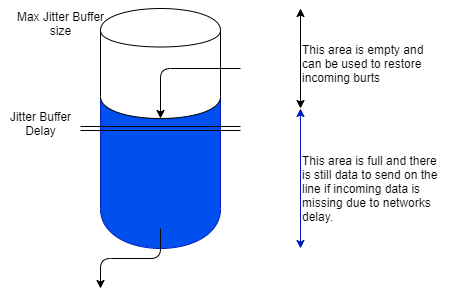 Max Jitter Buffer
size
This area is empty and
can be used to restore
incoming burts
Jitter Buffer
Delay
This area is full and there
is still data to send on the
line if incoming data is
missing due to networks
delay.